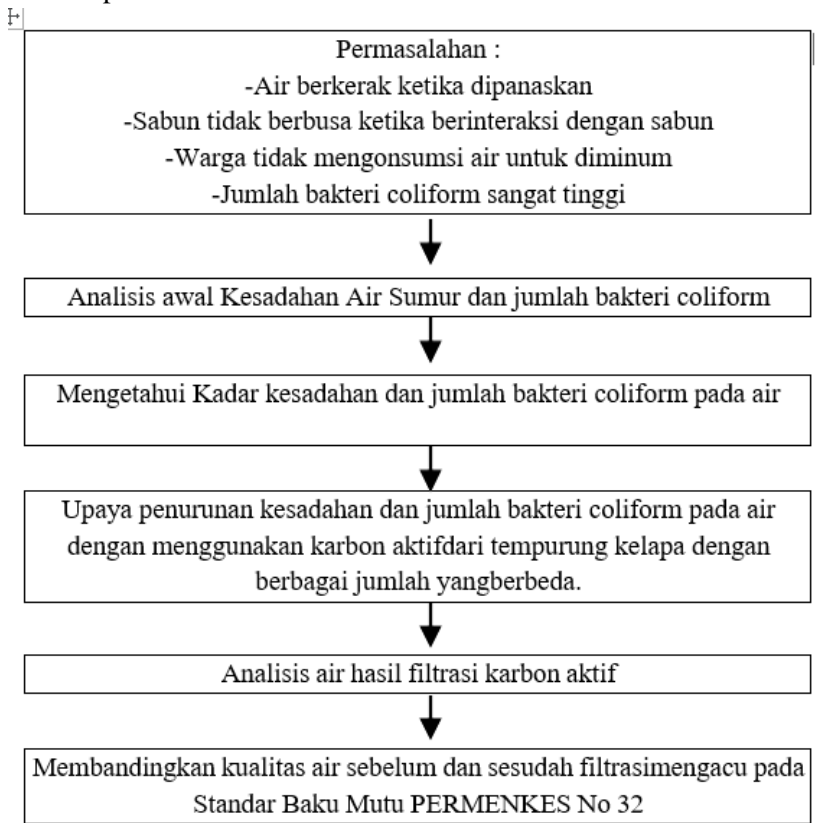 Permasalahan :
-Air berkerak ketika dipanaskan
-Sabun tidak berbusa ketika berinteraksi dengan sabun
-Warga tidak mengonsumsi air untuk diminum
-Jumlah bakteri coliform sangat tinggi
Analisis awal Kesadahan Air Sumur dan jumlah bakteri coliform
Mengetahui Kadar kesadahan dan jumlah bakteri coliform pada air
Upaya penurunan kesadahan dan jumlah bakteri coliform pada air
dengan menggunakan karbon aktifdari tempurung kelapa dengan
berbagai jumlah yangberbeda.
Analisis air hasil filtrasi karbon aktif
Membandingkan kualitas air sebelum dan sesudah filtrasimengacu pada
Standar Baku Mutu PERMENKES No 32